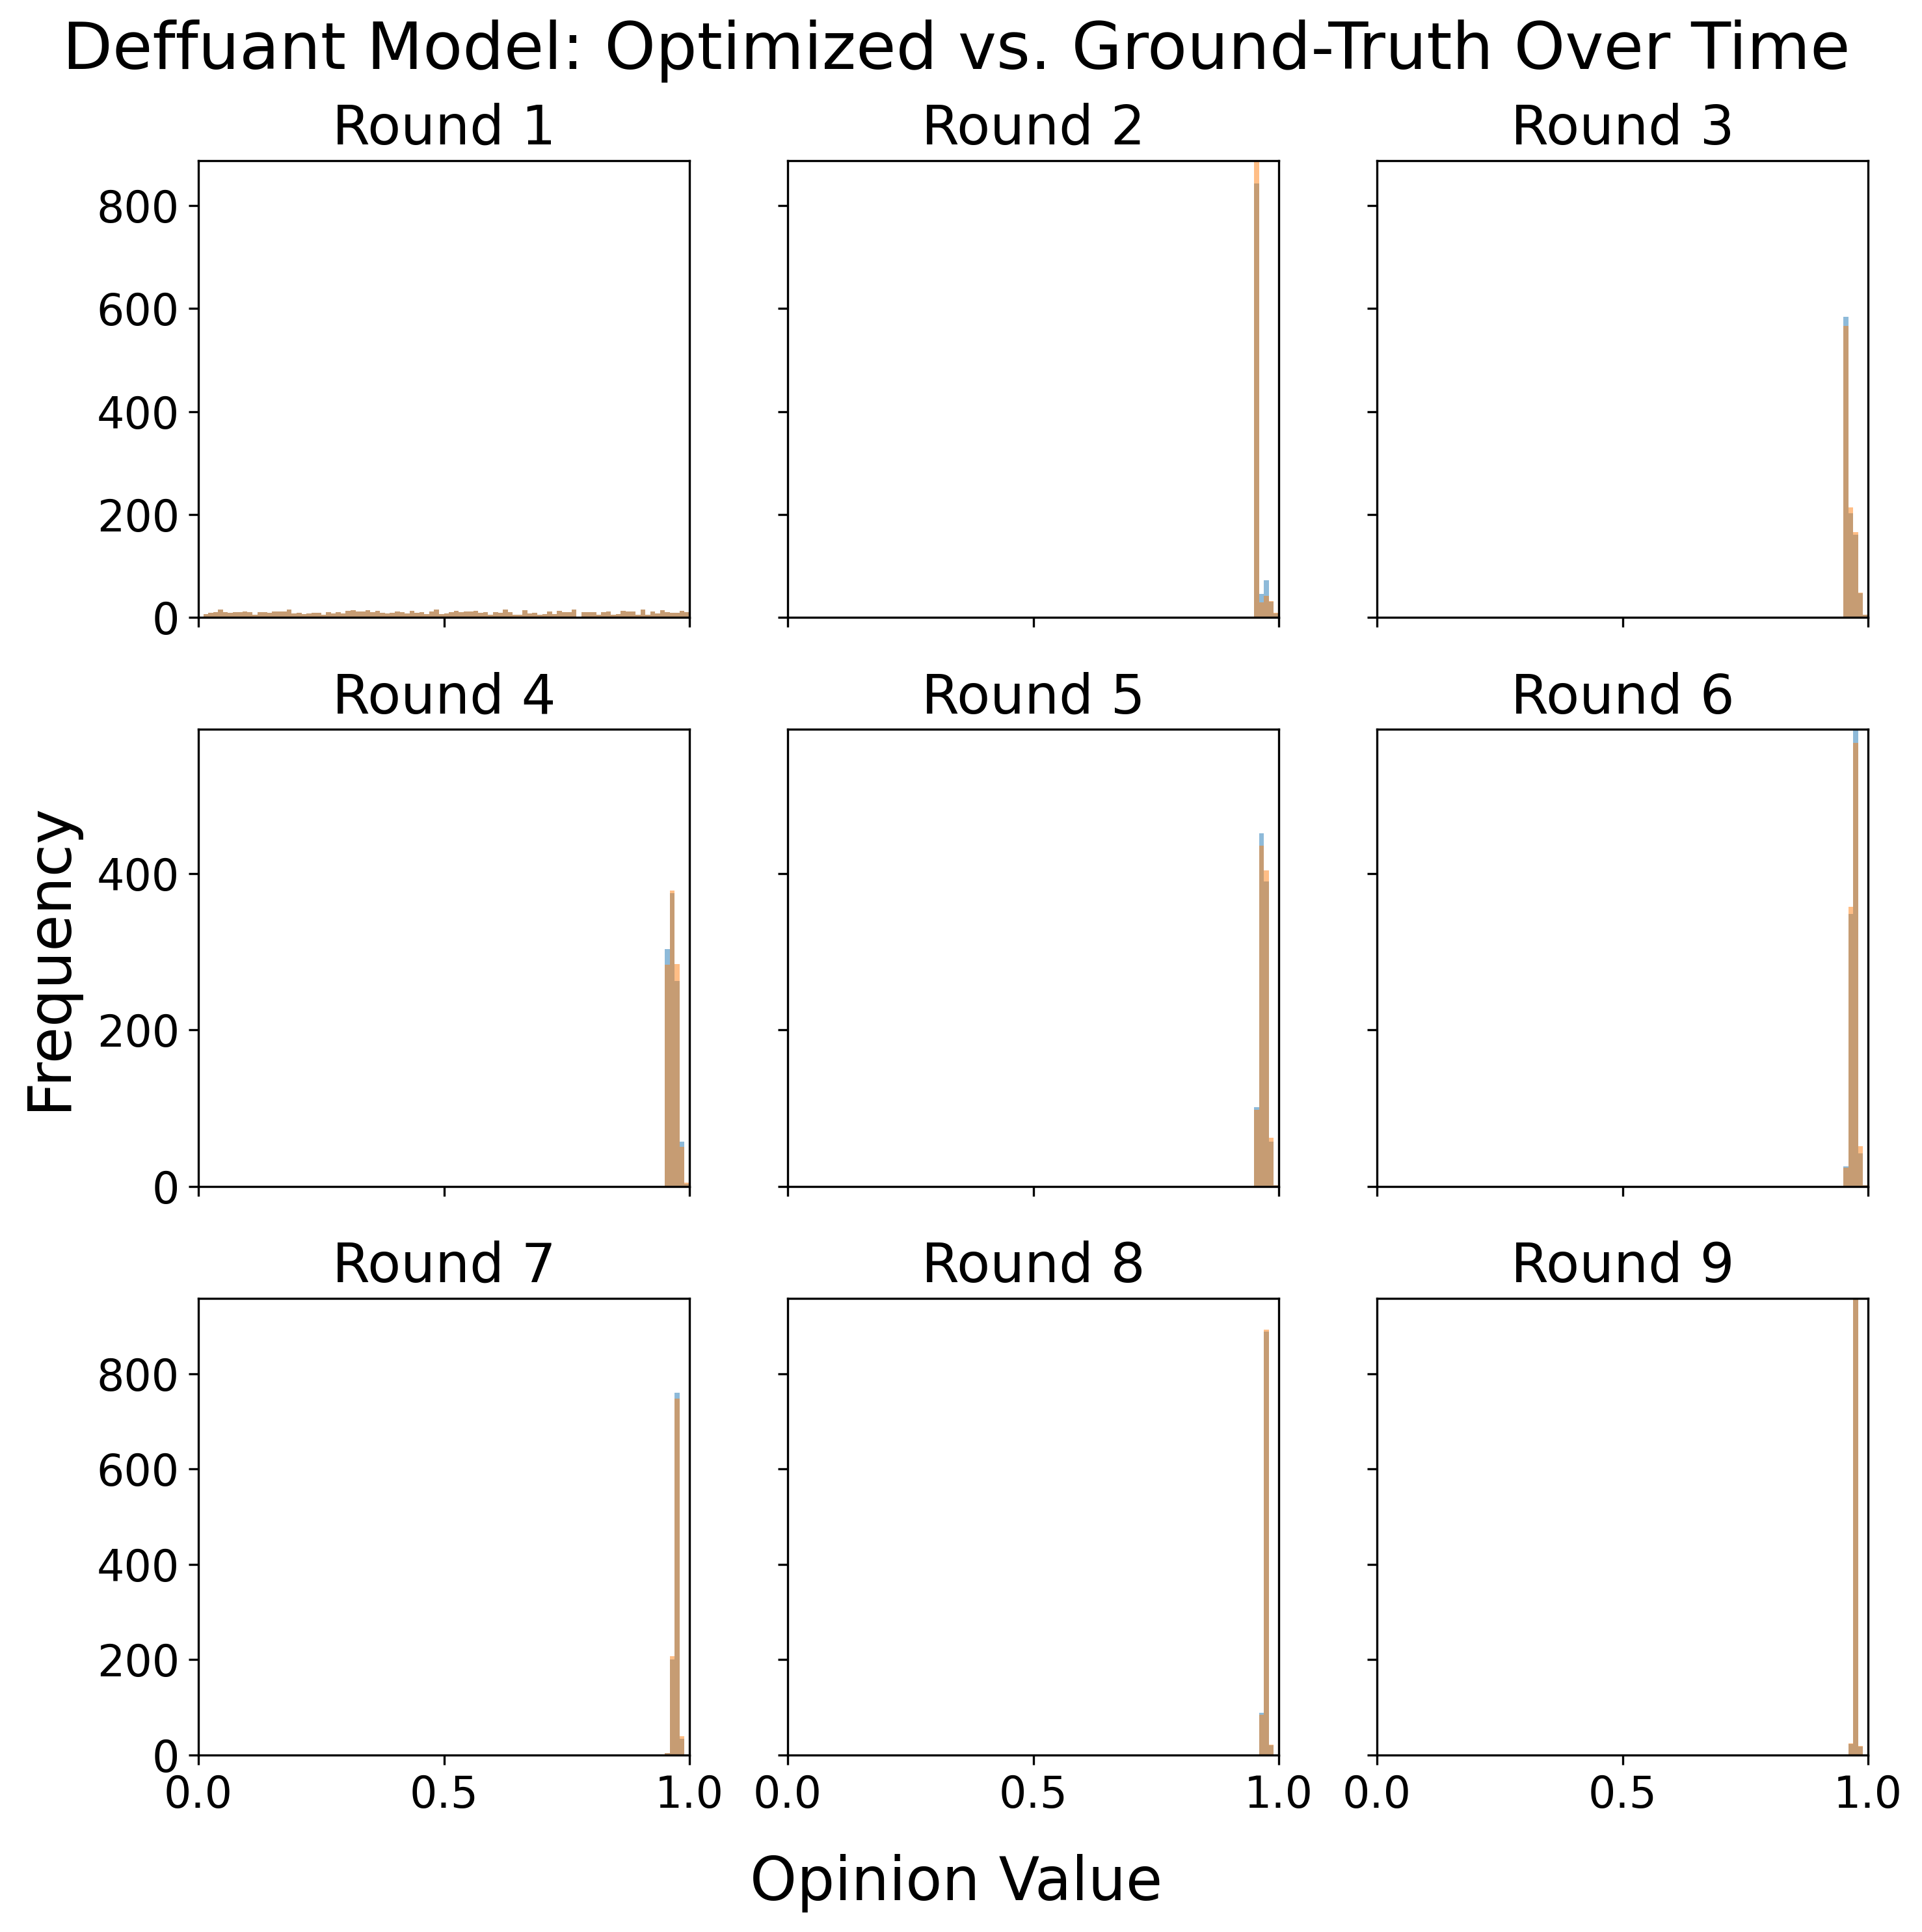 Deffuant Model: Optimized vs. Ground-Truth Over Time
Round 1
Round 2
Round 3
800
600
400
200
0
Round 4
Round 5
Round 6
400
200
0
Frequency
Round 7
Round 8
Round 9
800
600
400
200
0
0.0 0.5 1.0
0.0 0.5 1.0
0.0 0.5 1.0
Opinion Value